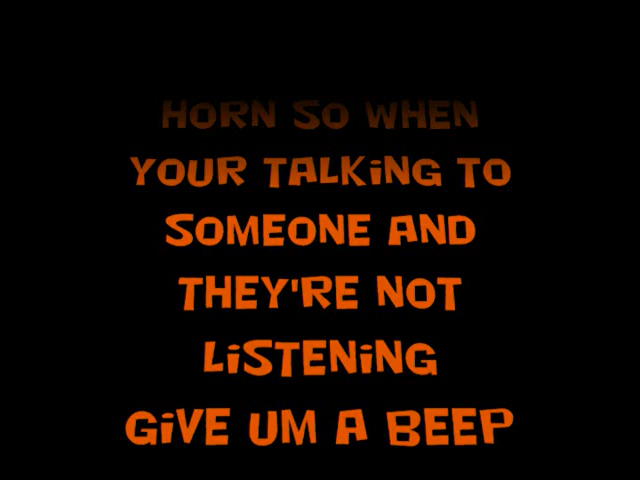 HORN SO WHEN
YOUR TALKiNG TO
SOMEONE AND
THEY'RE NOT
LiSTENiNG
GiVE UM A BEEP